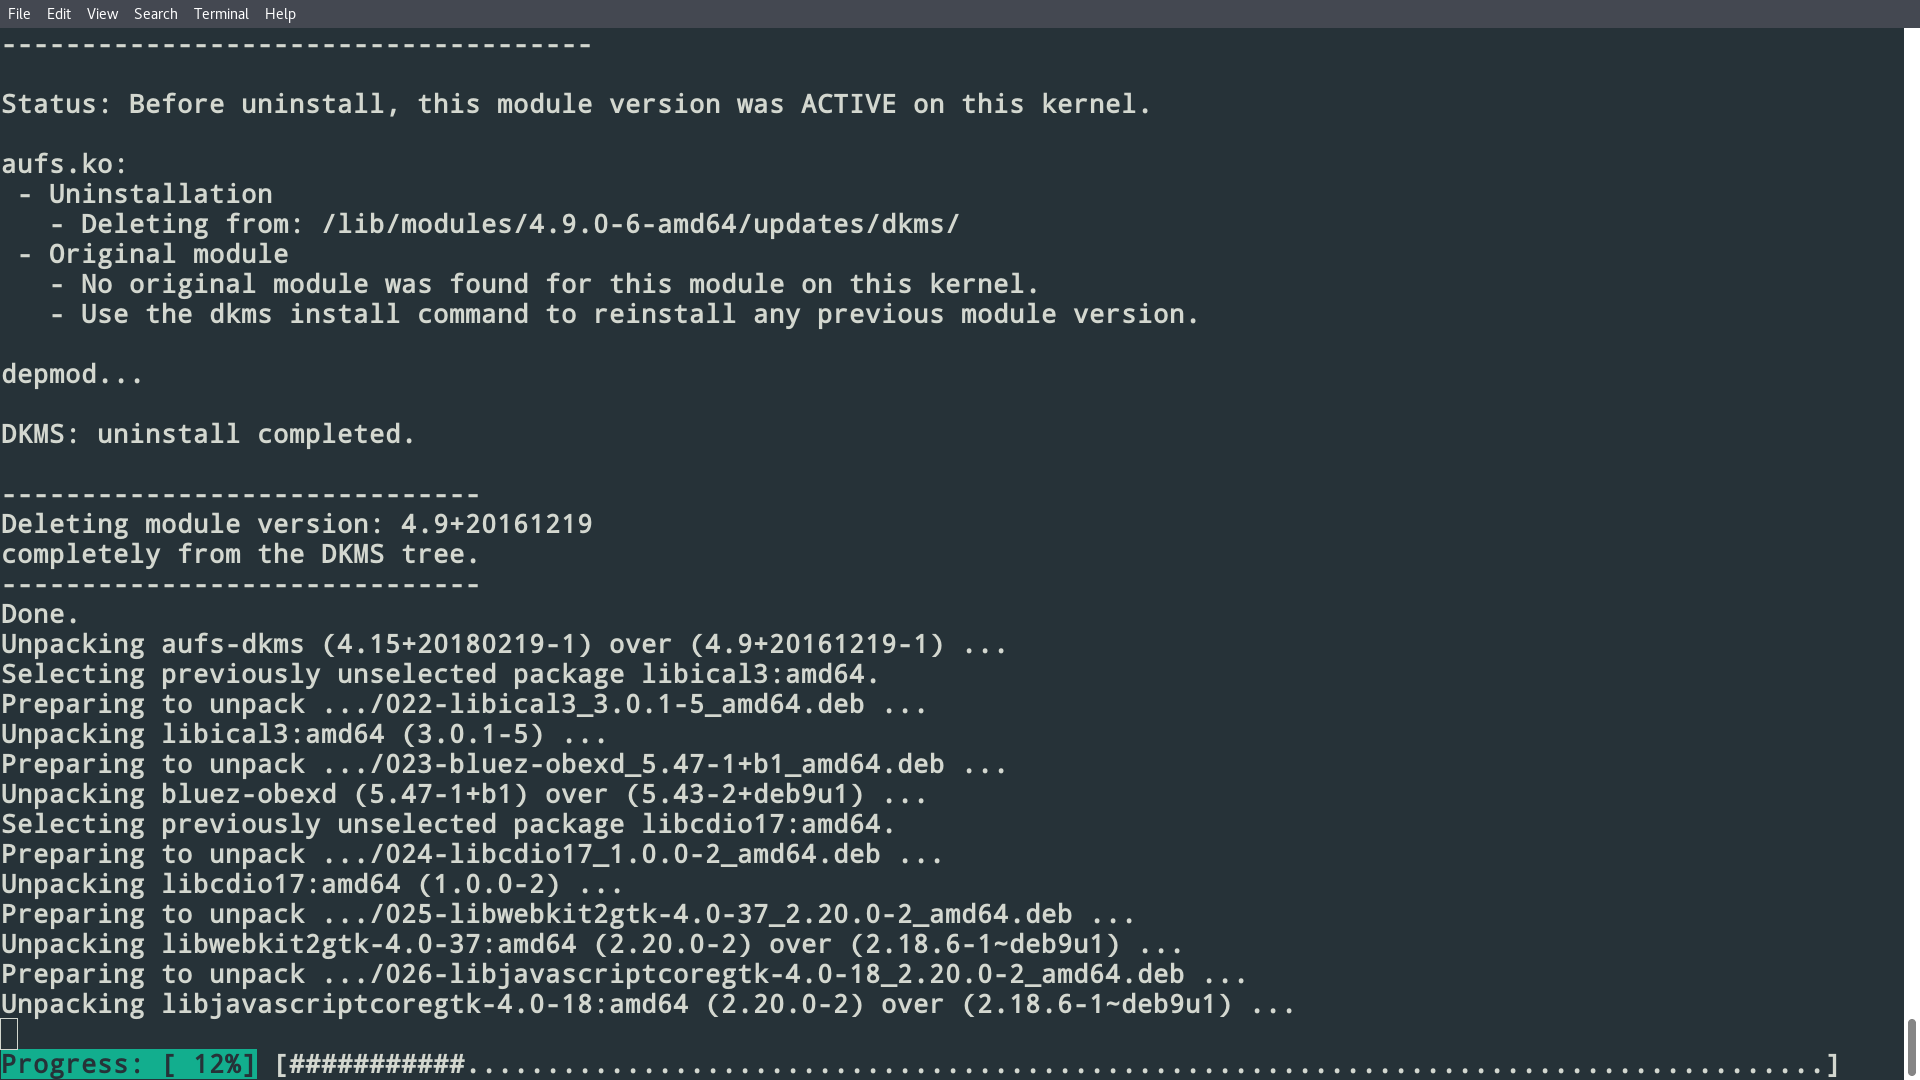 File Edit View Search Terminal Help
-------------------------------------
Status: Before uninstall, this module version was ACTIVE on this kernel.
aufs.ko:
 - Uninstallation
   - Deleting from: /lib/modules/4.9.0-6-amd64/updates/dkms/
 - Original module
   - No original module was found for this module on this kernel.
   - Use the dkms install command to reinstall any previous module version.
depmod...
DKMS: uninstall completed.
------------------------------
Deleting module version: 4.9+20161219
completely from the DKMS tree.
------------------------------
Done.
Unpacking aufs-dkms (4.15+20180219-1) over (4.9+20161219-1) ...
Selecting previously unselected package libical3:amd64.
Preparing to unpack .../022-libical3_3.0.1-5_amd64.deb ...
Unpacking libical3:amd64 (3.0.1-5) ...
Preparing to unpack .../023-bluez-obexd_5.47-1+b1_amd64.deb ...
Unpacking bluez-obexd (5.47-1+b1) over (5.43-2+deb9u1) ...
Selecting previously unselected package libcdio17:amd64.
Preparing to unpack .../024-libcdio17_1.0.0-2_amd64.deb ...
Unpacking libcdio17:amd64 (1.0.0-2) ...
Preparing to unpack .../025-libwebkit2gtk-4.0-37_2.20.0-2_amd64.deb ...
Unpacking libwebkit2gtk-4.0-37:amd64 (2.20.0-2) over (2.18.6-1~deb9u1) ...
Preparing to unpack .../026-libjavascriptcoregtk-4.0-18_2.20.0-2_amd64.deb ...
Unpacking libjavascriptcoregtk-4.0-18:amd64 (2.20.0-2) over (2.18.6-1~deb9u1) ...
Progress: [ 12%] [###########.....................................................................................]